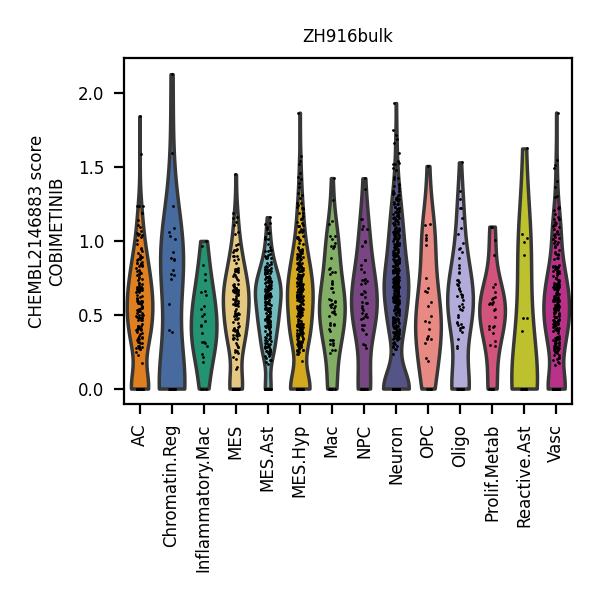 ZH916bulk
CHEMBL2146883 score
COBIMETINIB
2.0
1.5
1.0
0.5
0.0
AC
Chromatin.Reg
Inflammatory.Mac
MES
MES.Ast
MES.Hyp
Mac
NPC
Neuron
OPC
Oligo
Prolif.Metab
Reactive.Ast
Vasc